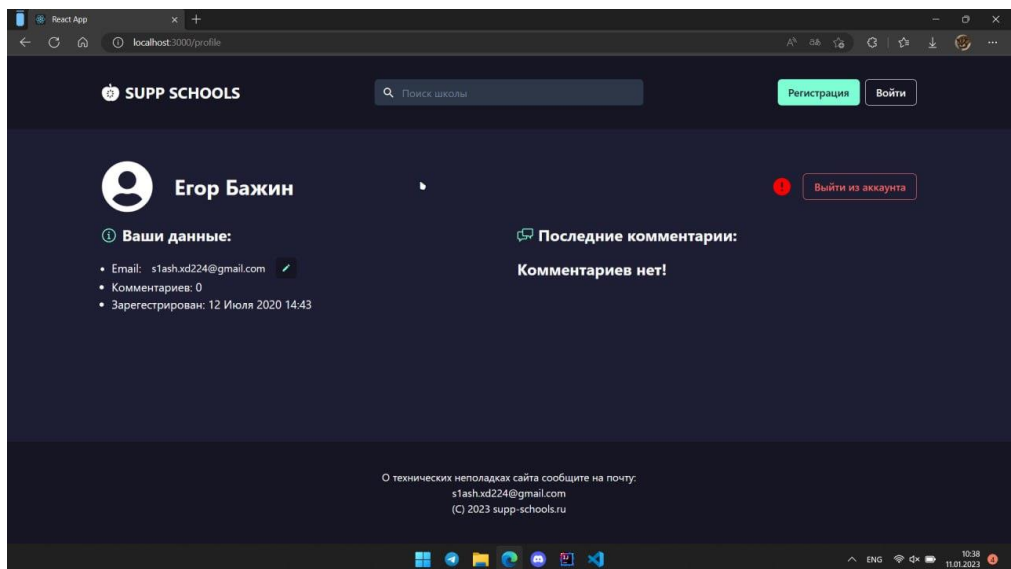 React App
localhost:3000/profile
SUPP SCHOOLS
Поиск школы
Регистрация
Войти
Егор Бажин
!
Выйти из аккаунта
Ваши данные:
Email: s1ash.xd224@gmail.com
Комментариев: 0
Зарегестрирован: 12 Июля 2020 14:43
Последние комментарии:
Комментариев нет!
О технических неполадках сайта сообщите на почту:
s1ash.xd224@gmail.com
(C) 2023 supp-schools.ru
ENG
10:38
11.01.2023
4